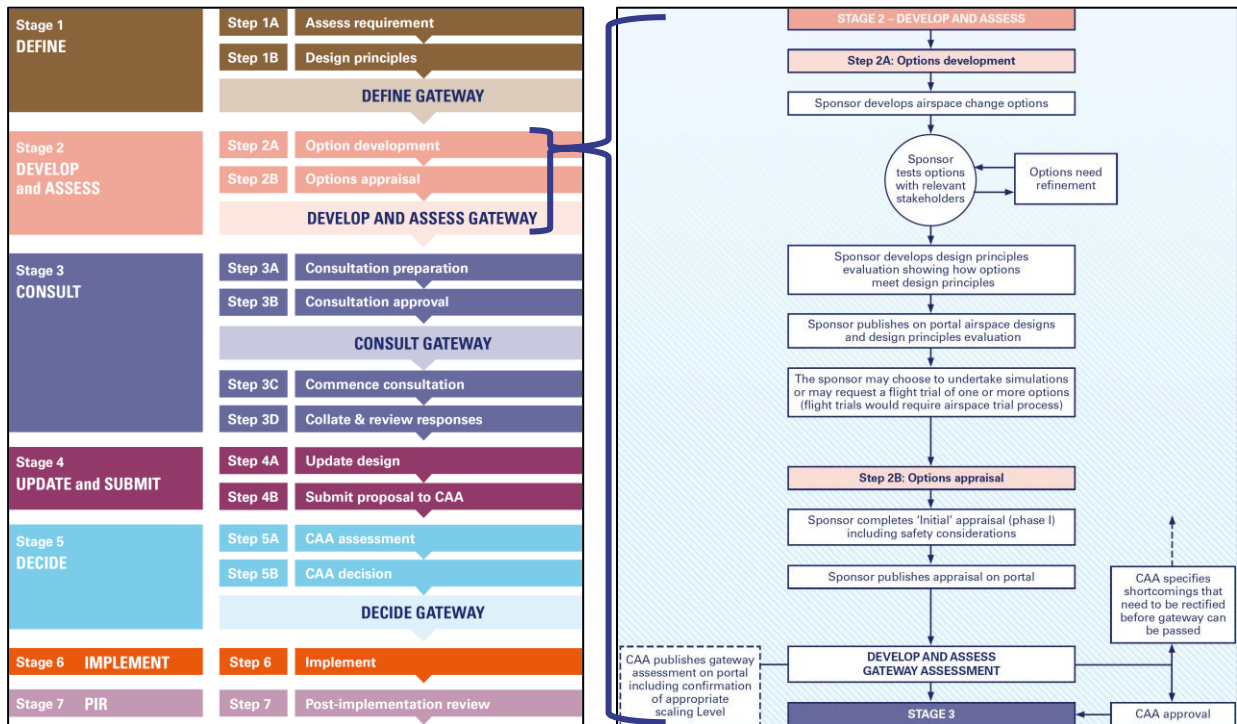 Stage 1
DEFINE
Step 1A
Assess requirement
Step 1B
Design principles
DEFINE GATEWAY
Stage 2
DEVELOP
and ASSESS
Step 2A
Option development
Step 2B
Options appraisal
DEVELOP AND ASSESS GATEWAY
Stage 3
CONSULT
Step 3A
Consultation preparation
Step 3B
Consultation approval
CONSULT GATEWAY
Step 3C
Commence consultation
Step 3D
Collate & review responses
Stage 4
UPDATE and SUBMIT
Step 4A
Update design
Step 4B
Submit proposal to CAA
Stage 5
DECIDE
Step 5A
CAA assessment
Step 5B
CAA decision
DECIDE GATEWAY
Stage 6 IMPLEMENT
Step 6
Implement
Stage 7 PIR
Step 7
Post-implementation review
STAGE 2 – DEVELOP AND ASSESS
Step 2A: Options development
Sponsor develops airspace change options
Sponsor
tests options
with relevant
stakeholders
Options need
refinement
Sponsor develops design principles
evaluation showing how options
meet design principles
Sponsor publishes on portal airspace designs
and design principles evaluation
The sponsor may choose to undertake simulations
or may request a flight trial of one or more options
(flight trials would require airspace trial process)
Step 2B: Options appraisal
Sponsor completes ‘Initial’ appraisal (phase I)
including safety considerations
Sponsor publishes appraisal on portal
CAA specifies
shortcomings that
need to be rectified
before gateway can
be passed
CAA publishes gateway
assessment on portal
including confirmation
of appropriate
scaling Level
DEVELOP AND ASSESS
GATEWAY ASSESSMENT
STAGE 3
CAA approval